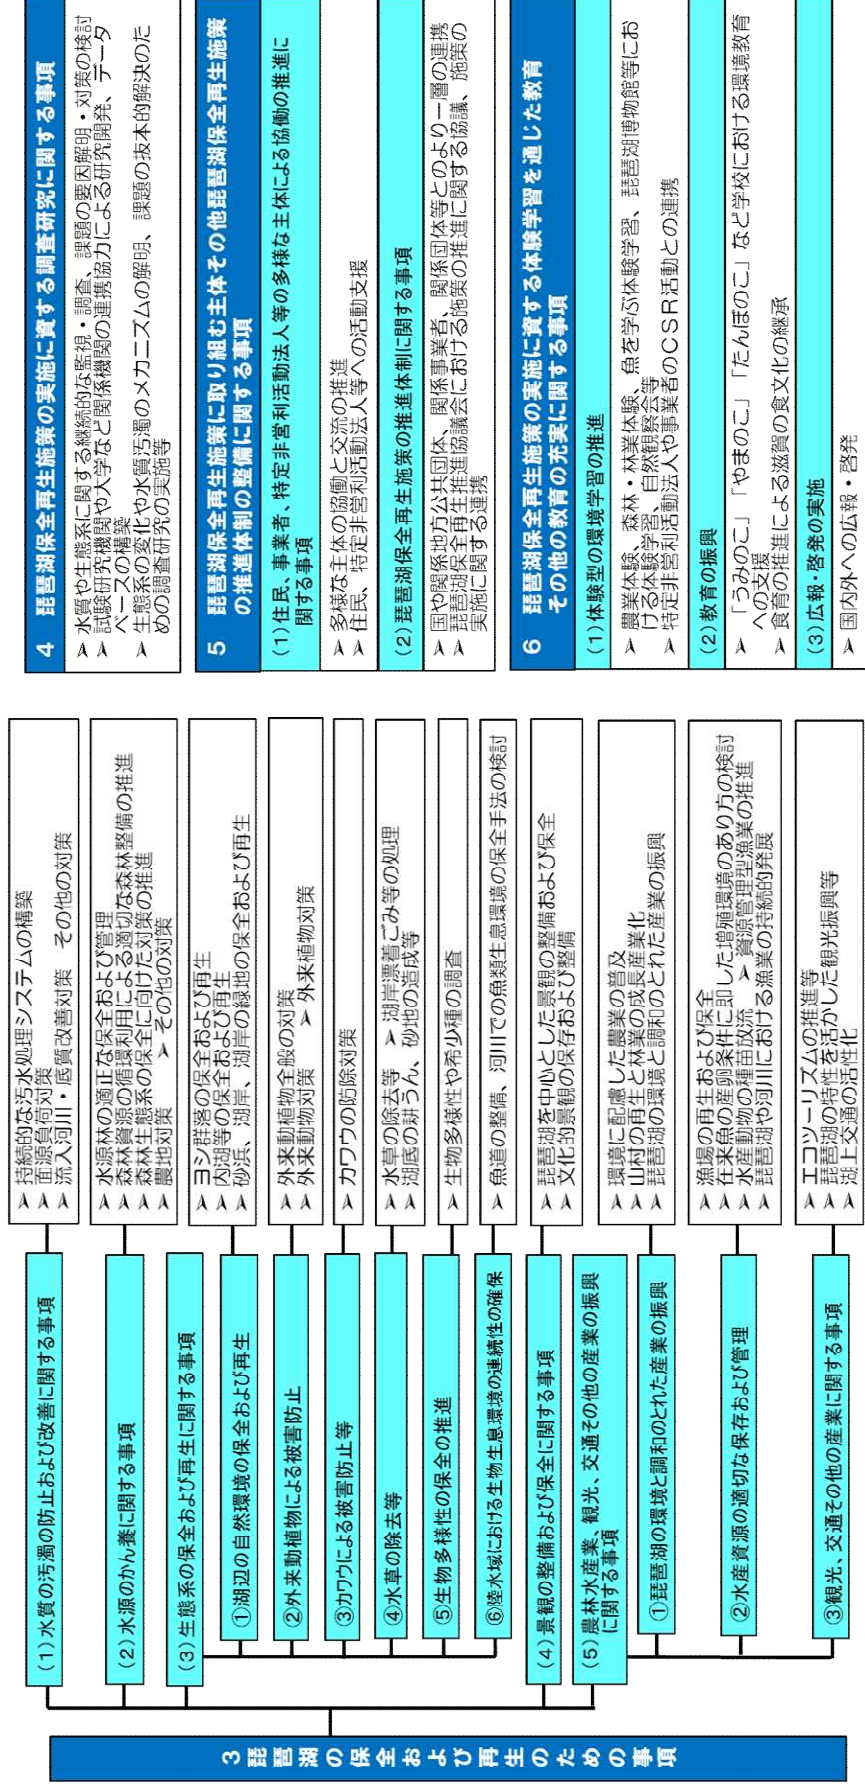 3 琵琶湖の保全および再生のための事項
(1)水質の汚濁の防止および改善に関する事項
➢ 持続的な汚水処理システムの構築
➢ 面源負荷対策
➢ 流入河川・底質改善対策　その他の対策
(2)水源のかん養に関する事項
➢ 水源林の適正な保全および管理
➢ 森林資源の循環利用による適切な森林整備の推進
➢ 森林生態系の保全に向けた対策の推進
➢ 農地対策　➢ その他の対策
(3)生態系の保全および再生に関する事項
①湖辺の自然環境の保全および再生
➢ ヨシ群落の保全および再生
➢ 内湖等の保全および再生
➢ 砂浜、湖岸、湖岸の緑地の保全および再生
②外来動植物による被害防止
➢ 外来動植物全般の対策
➢ 外来動物対策　➢ 外来植物対策
③カワウによる被害防止等
➢ カワウの防除対策
④水草の除去等
➢ 水草の除去等　➢ 湖岸漂着ごみ等の処理
➢ 湖底の耕うん、砂地の造成等
⑤生物多様性の保全の推進
➢ 生物多様性や希少種の調査
⑥陸水域における生物生息環境の連続性の確保
➢ 魚道の整備、河川での魚類生息環境の保全手法の検討
(4)景観の整備および保全に関する事項
➢ 琵琶湖を中心とした景観の整備および保全
➢ 文化的景観の保存および整備
(5)農林水産業、観光、交通その他の産業の振興
に関する事項
①琵琶湖の環境と調和のとれた産業の振興
➢ 環境に配慮した農業の普及
➢ 山村の再生と林業の成長産業化
➢ 琵琶湖の環境と調和のとれた産業の振興
②水産資源の適切な保存および管理
➢ 漁場の再生および保全
➢ 在来魚の産卵条件に即した増殖環境のあり方の検討
➢ 水産動物の種苗放流　➢ 資源管理型漁業の推進
➢ 琵琶湖や河川における漁業の持続的発展
③観光、交通その他の産業に関する事項
➢ エコツーリズムの推進等
➢ 琵琶湖の特性を活かした観光振興等
➢ 湖上交通の活性化
4　琵琶湖保全再生施策の実施に資する調査研究に関する事項
➢ 水質や生態系に関する継続的な監視・調査、課題の要因解明・対策の検討
➢ 試験研究機関や大学など関係機関の連携協力による研究開発、データ
ベースの構築
➢ 生態系の変化や水質汚濁のメカニズムの解明、課題の抜本的解決のた
めの調査研究の実施等
5　琵琶湖保全再生施策に取り組む主体その他琵琶湖保全再生施策
の推進体制の整備に関する事項
(1)住民、事業者、特定非営利活動法人等の多様な主体による協働の推進に
関する事項
➢ 多様な主体の協働と交流の推進
➢ 住民、特定非営利活動法人等への活動支援
(2)琵琶湖保全再生施策の推進体制に関する事項
➢ 国や関係地方公共団体、関係事業者、関係団体等とのより一層の連携
➢ 琵琶湖保全再生推進協議会における施策の推進に関する協議、施策の
実施に関する連携
6　琵琶湖保全再生施策の実施に資する体験学習を通じた教育
その他の教育の充実に関する事項
(1)体験型の環境学習の推進
➢ 農業体験、森林・林業体験、魚を学ぶ体験学習、琵琶湖博物館等にお
ける体験学習、自然観察会等
➢ 特定非営利活動法人や事業者のCSR活動との連携
(2)教育の振興
➢ 「うみのこ」「やまのこ」「たんぼのこ」など学校における環境教育
への支援
➢ 食育の推進による滋賀の食文化の継承
(3)広報・啓発の実施
➢ 国内外への広報・啓発